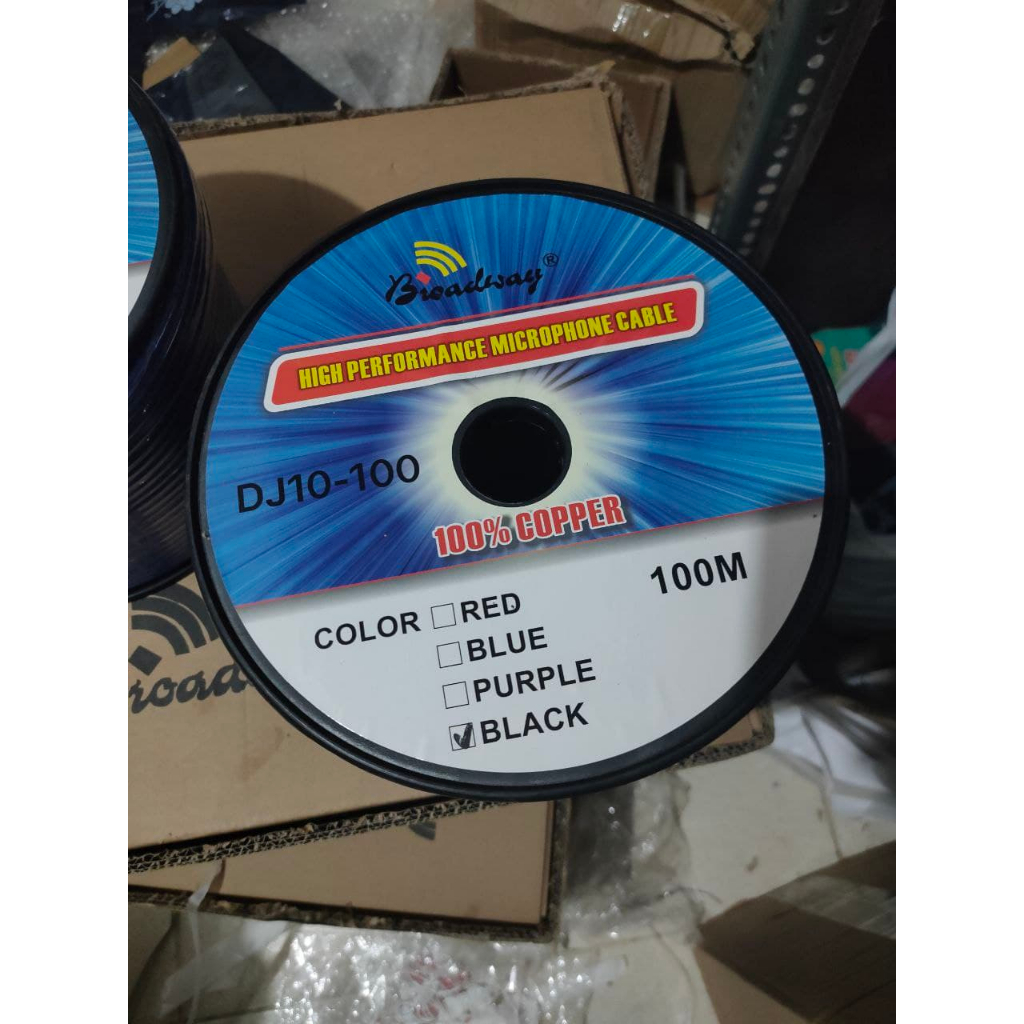 Broadway®
HIGH PERFORMANCE MICROPHONE CABLE
DJ10-100
100% COPPER
100M
COLOR RED
BLUE
PURPLE
BLACK